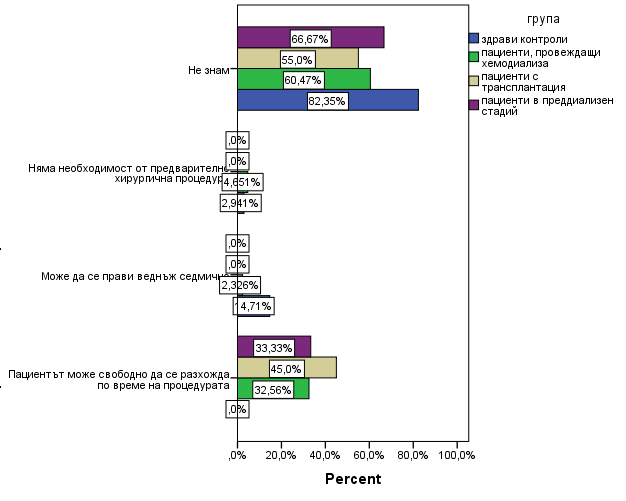 група
здрави контроли
пациенти, провеждащи
хемодиализа
пациенти с
трансплантация
пациенти в преддиализен
стадий
Не знам
66,67%
55,0%
60,47%
82,35%
Няма необходимост от предварително
хирургична процедура
,0%
,0%
4,651%
2,941%
Може да се прави веднъж седмично
,0%
,0%
2,326%
14,71%
Пациентът може свободно да се разхожда
по време на процедурата
33,33%
45,0%
32,56%
,0%
,0% 20,0% 40,0% 60,0% 80,0% 100,0%
Percent